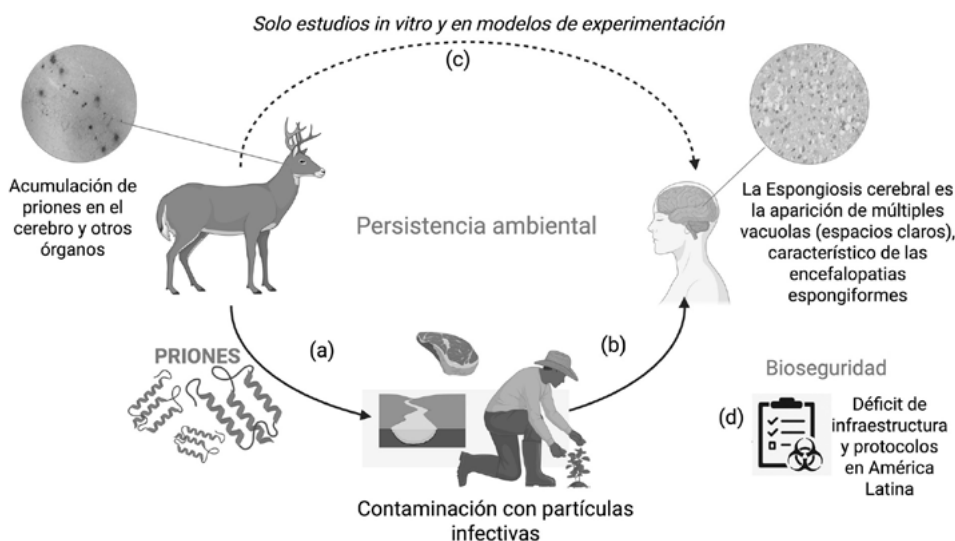 Solo estudios in vitro y en modelos de experimentación
(c)
Acumulación de
priones en el
cerebro y otros
órganos
Persistencia ambiental
La Espongiosis cerebral es
la aparición de múltiples
vacuolas (espacios claros),
característico de las
encefalopatias
espongiformes
PRIONES
(a)
(b)
Bioseguridad
(d)
Déficit de
infraestructura
y protocolos
en América
Latina
Contaminación con partículas
infectivas